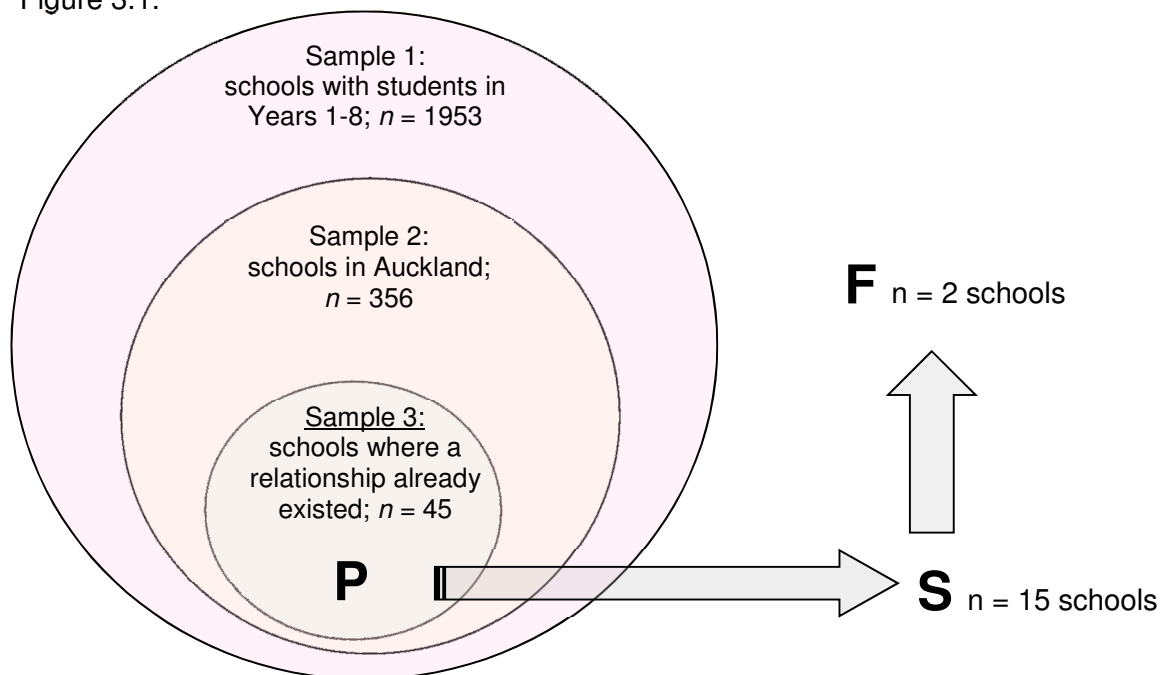 Figure 3.1.
Sample 1:
schools with students in
Years 1-8; n = 1953
Sample 2:
schools in Auckland;
n = 356
Sample 3:
schools where a
relationship already
existed; n = 45
P
F n = 2 schools
S n = 15 schools